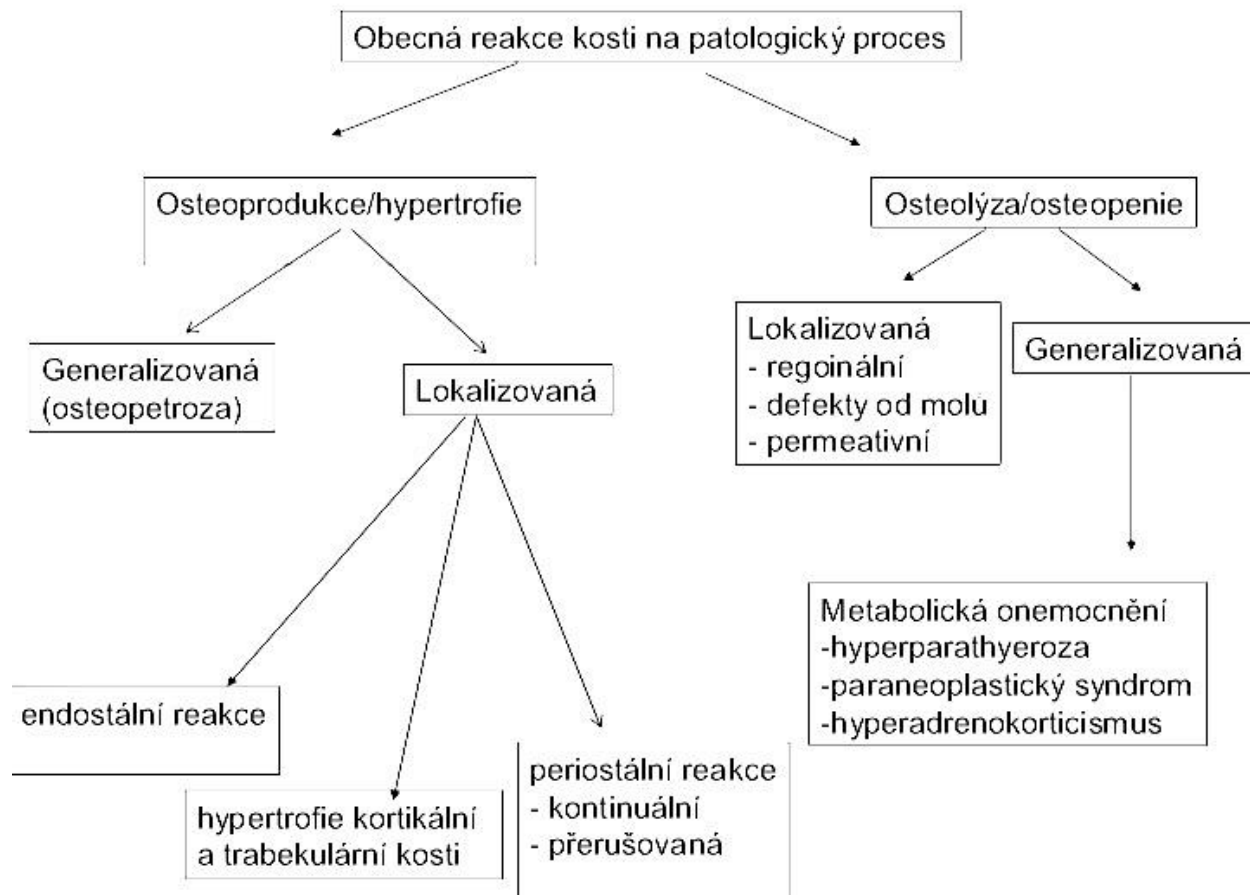 Obecná reakce kosti na patologický proces
Osteoprodukce/hypertrofie
Osteolýza/osteopenie
Generalizovaná
(osteopetroza)
Lokalizovaná
Lokalizovaná
- regoinální
- defekty od molů
- permeativní
Generalizovaná
endostální reakce
hypertrofie kortikální
a trabekulární kosti
periostální reakce
- kontinuální
- přerušovaná
Metabolická onemocnění
-hyperparathyeroza
-paraneoplastický syndrom
-hyperadrenokorticismus